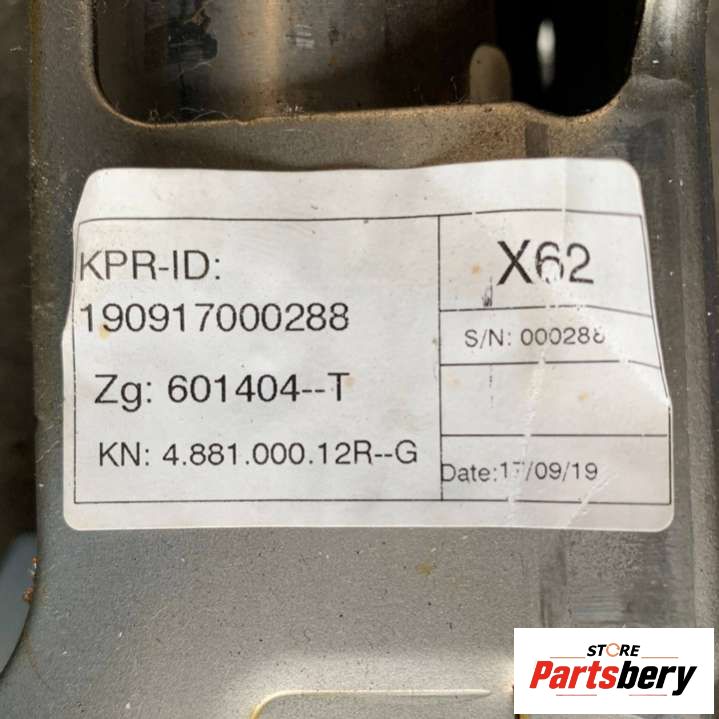 KPR-ID:
190917000288
Zg: 601404--T
KN: 4.881.000.12R--G
X62
S/N: 000288
Date:17/09/19
STORE
Partsbery